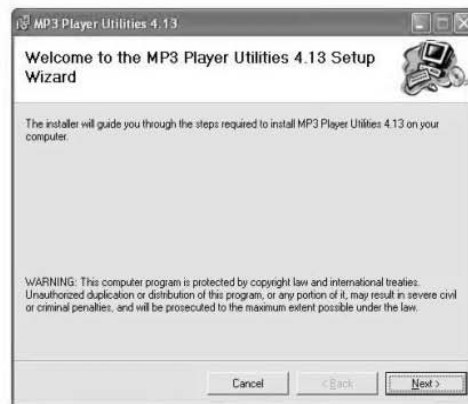 MP3 Player Utilities 4.13
Welcome to the MP3 Player Utilities 4.13 Setup
Wizard
The installer will guide you through the steps required to install MP3 Player Utilities 4.13 on your
computer.
WARNING: This computer program is protected by copyright law and international treaties.
Unauthorized duplication or distribution of this program, or any portion of it, may result in severe civil
or criminal penalties, and will be prosecuted to the maximum extent possible under the law.
Cancel
< Back
Next >